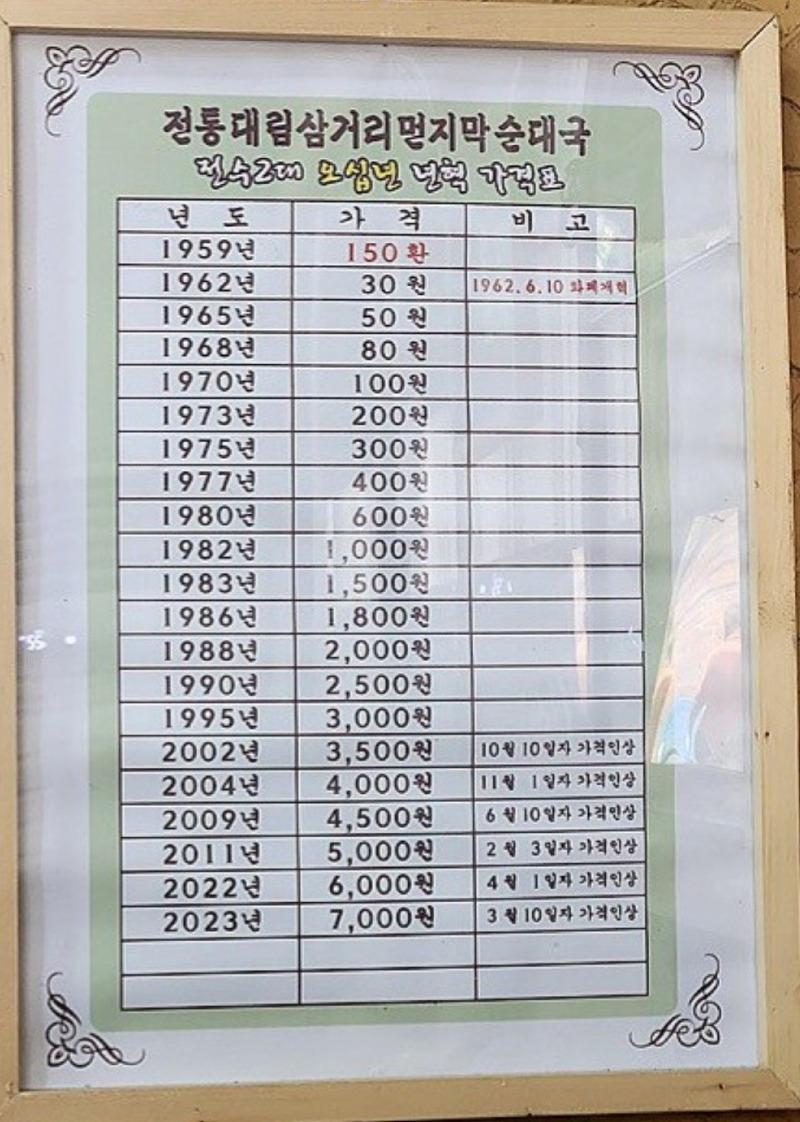 전통대림삼거리먼지막순대국
전수2대 오십년 년혁 가격표
년 도 가 격 비 고
1959년 150 환
1962년 30 원 1962. 6. 10 화폐개혁
1965년 50 원
1968년 80 원
1970년 100원
1973년 200원
1975년 300원
1977년 400원
1980년 600원
1982년 1,000원
1983년 1,500원
1986년 1,800원
1988년 2,000원
1990년 2,500원
1995년 3,000원
2002년 3,500원 10월 10일자 가격인상
2004년 4,000원 11월 1일자 가격인상
2009년 4,500원 6 월 10일자 가격인상
2011년 5,000원 2 월 3일자 가격인상
2022년 6,000원 4 월 1일자 가격인상
2023년 7,000원 3 월 10일자 가격인상